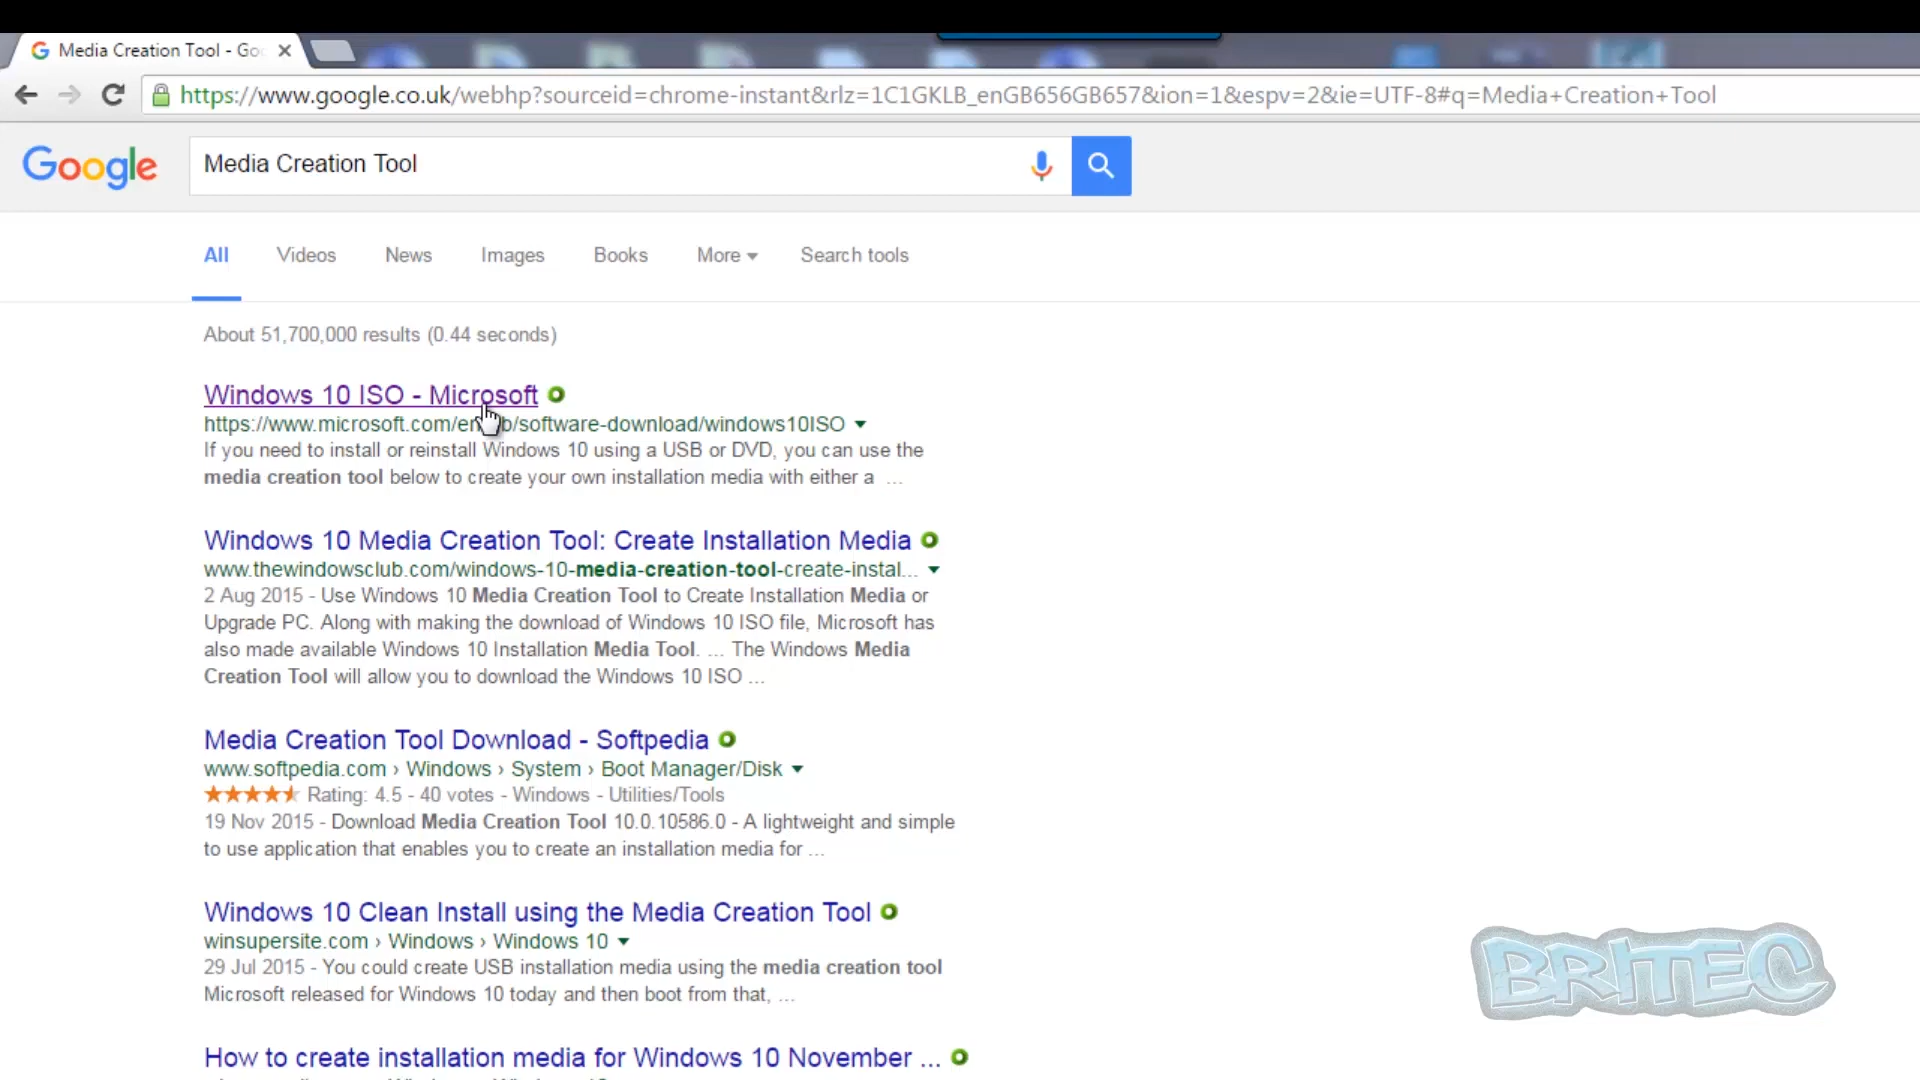 Media Creation Tool - Goo
https://www.google.co.uk/webhp?sourceid=chrome-instant&rlz=1C1GKLB_enGB656GB657&ion=1&espv=2&ie=UTF-8#q=Media+Creation+Tool
Google
Media Creation Tool
All Videos News Images Books More Search tools
About 51,700,000 results (0.44 seconds)
Windows 10 ISO - Microsoft
https://www.microsoft.com/en b/software-download/windows10ISO
If you need to install or reinstall Windows 10 using a USB or DVD, you can use the
media creation tool below to create your own installation media with either a ...
Windows 10 Media Creation Tool: Create Installation Media
www.thewindowsclub.com/windows-10-media-creation-tool-create-instal...
2 Aug 2015 - Use Windows 10 Media Creation Tool to Create Installation Media or
Upgrade PC. Along with making the download of Windows 10 ISO file, Microsoft has
also made available Windows 10 Installation Media Tool. ... The Windows Media
Creation Tool will allow you to download the Windows 10 ISO ...
Media Creation Tool Download - Softpedia
www.softpedia.com › Windows › System › Boot Manager/Disk
Rating: 4.5 - 40 votes - Windows - Utilities/Tools
19 Nov 2015 - Download Media Creation Tool 10.0.10586.0 - A lightweight and simple
to use application that enables you to create an installation media for ...
Windows 10 Clean Install using the Media Creation Tool
winsupersite.com › Windows › Windows 10
29 Jul 2015 - You could create USB installation media using the media creation tool
Microsoft released for Windows 10 today and then boot from that, ...
BRITEC
How to create installation media for Windows 10 November ...